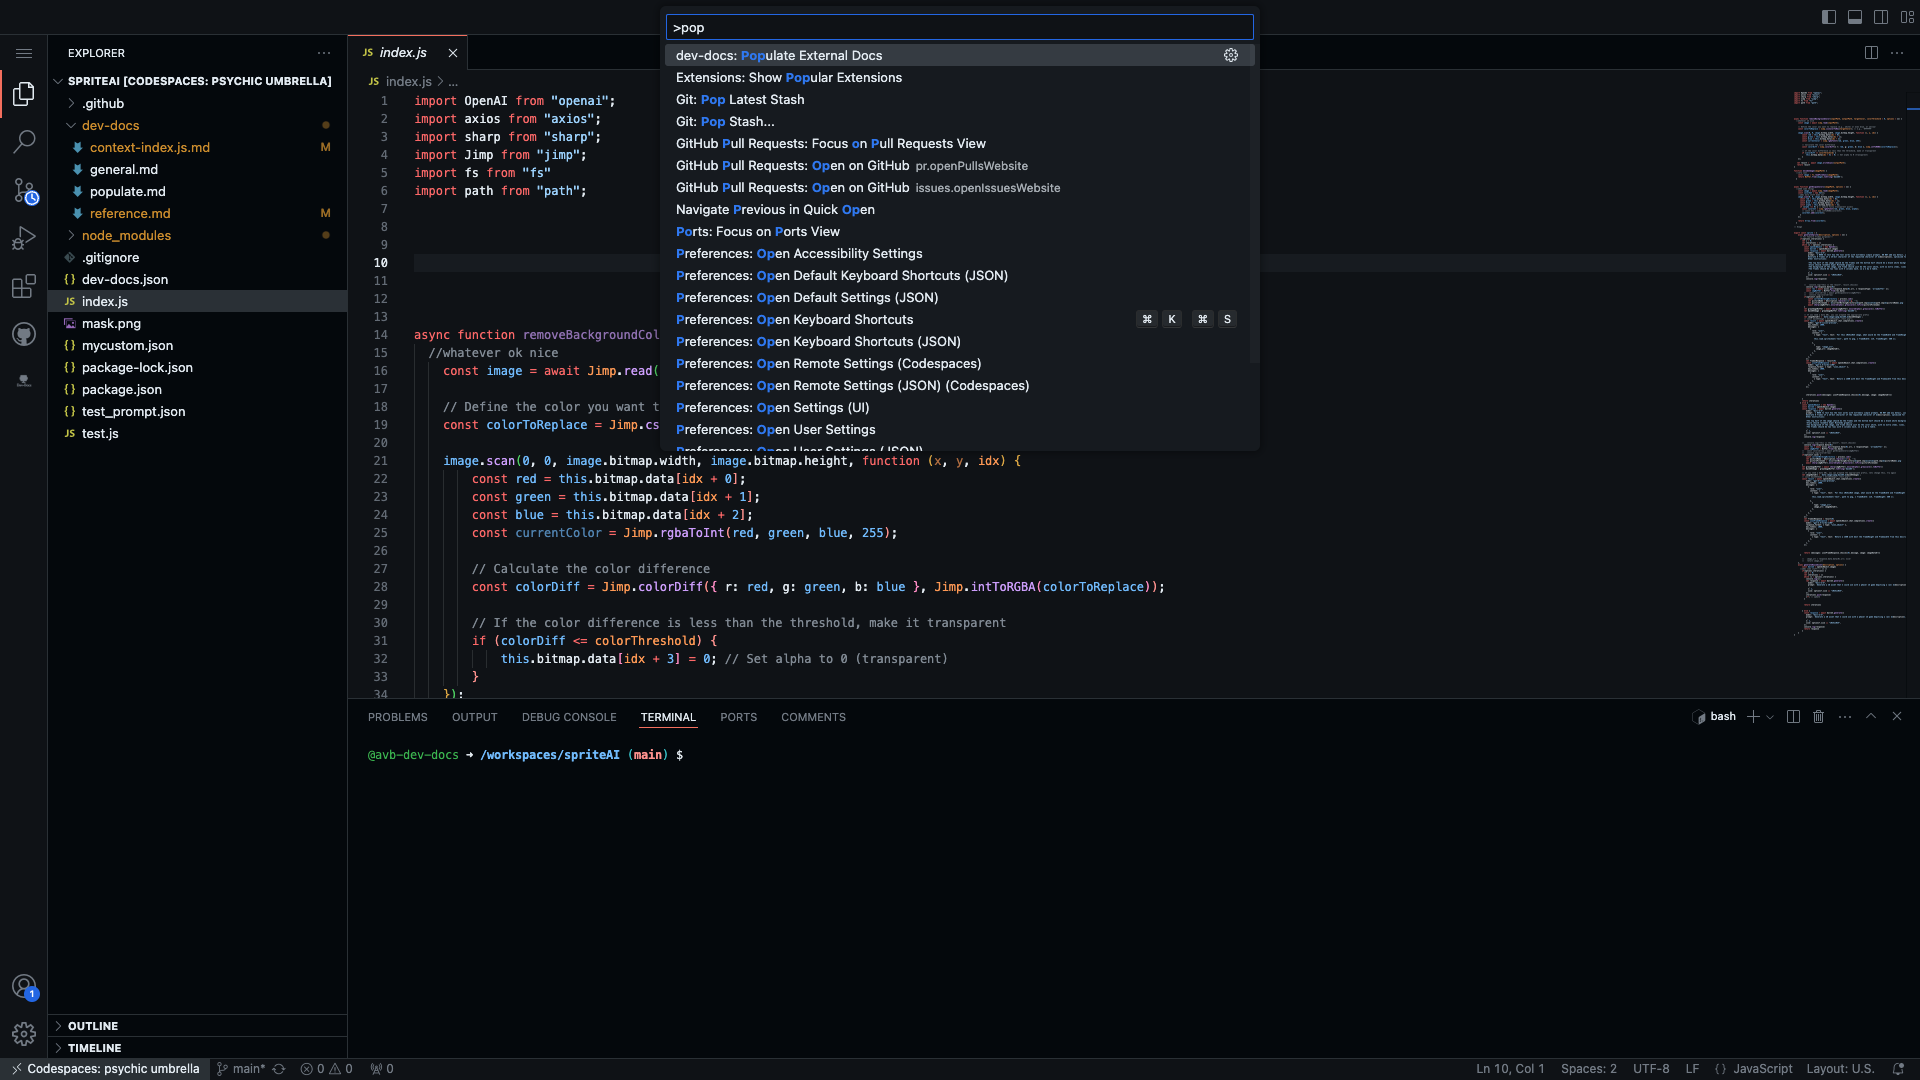 >pop
dev-docs: Populate External Docs
Extensions: Show Popular Extensions
Git: Pop Latest Stash
Git: Pop Stash...
GitHub Pull Requests: Focus on Pull Requests View
GitHub Pull Requests: Open on GitHub pr.openPullsWebsite
GitHub Pull Requests: Open on GitHub issues.openIssuesWebsite
Navigate Previous in Quick Open
Ports: Focus on Ports View
Preferences: Open Accessibility Settings
Preferences: Open Default Keyboard Shortcuts (JSON)
Preferences: Open Default Settings (JSON)
Preferences: Open Keyboard Shortcuts ⌘ K ⌘ S
Preferences: Open Keyboard Shortcuts (JSON)
Preferences: Open Remote Settings (Codespaces)
Preferences: Open Remote Settings (JSON) (Codespaces)
Preferences: Open Settings (UI)
Preferences: Open User Settings
Preferences: Open User Settings (JSON)
EXPLORER
SPRITEAI [CODESPACES: PSYCHIC UMBRELLA]
.github
dev-docs
context-index.js.md M
general.md
populate.md
reference.md M
node_modules
.gitignore
{} dev-docs.json
JS index.js
mask.png
{} mycustom.json
{} package-lock.json
{} package.json
{} test_prompt.json
JS test.js
OUTLINE
TIMELINE
JS index.js
JS index.js > ...
1 import OpenAI from "openai";
2 import axios from "axios";
3 import sharp from "sharp";
4 import Jimp from "jimp";
5 import fs from "fs"
6 import path from "path";
7
8
9
10
11
12
13
14 async function removeBackgroundCol
15 //whatever ok nice
16 const image = await Jimp.read(
17
18 // Define the color you want t
19 const colorToReplace = Jimp.cs
20
21 image.scan(0, 0, image.bitmap.width, image.bitmap.height, function (x, y, idx) {
22 const red = this.bitmap.data[idx + 0];
23 const green = this.bitmap.data[idx + 1];
24 const blue = this.bitmap.data[idx + 2];
25 const currentColor = Jimp.rgbaToInt(red, green, blue, 255);
26
27 // Calculate the color difference
28 const colorDiff = Jimp.colorDiff({ r: red, g: green, b: blue }, Jimp.intToRGBA(colorToReplace));
29
30 // If the color difference is less than the threshold, make it transparent
31 if (colorDiff <= colorThreshold) {
32 this.bitmap.data[idx + 3] = 0; // Set alpha to 0 (transparent)
33 }
34 });
PROBLEMS OUTPUT DEBUG CONSOLE TERMINAL PORTS COMMENTS
bash
@avb-dev-docs ➜ /workspaces/spriteAI (main) $
1
Codespaces: psychic umbrella main* 0 0 0
Ln 10, Col 1 Spaces: 2 UTF-8 LF {} JavaScript Layout: U.S.